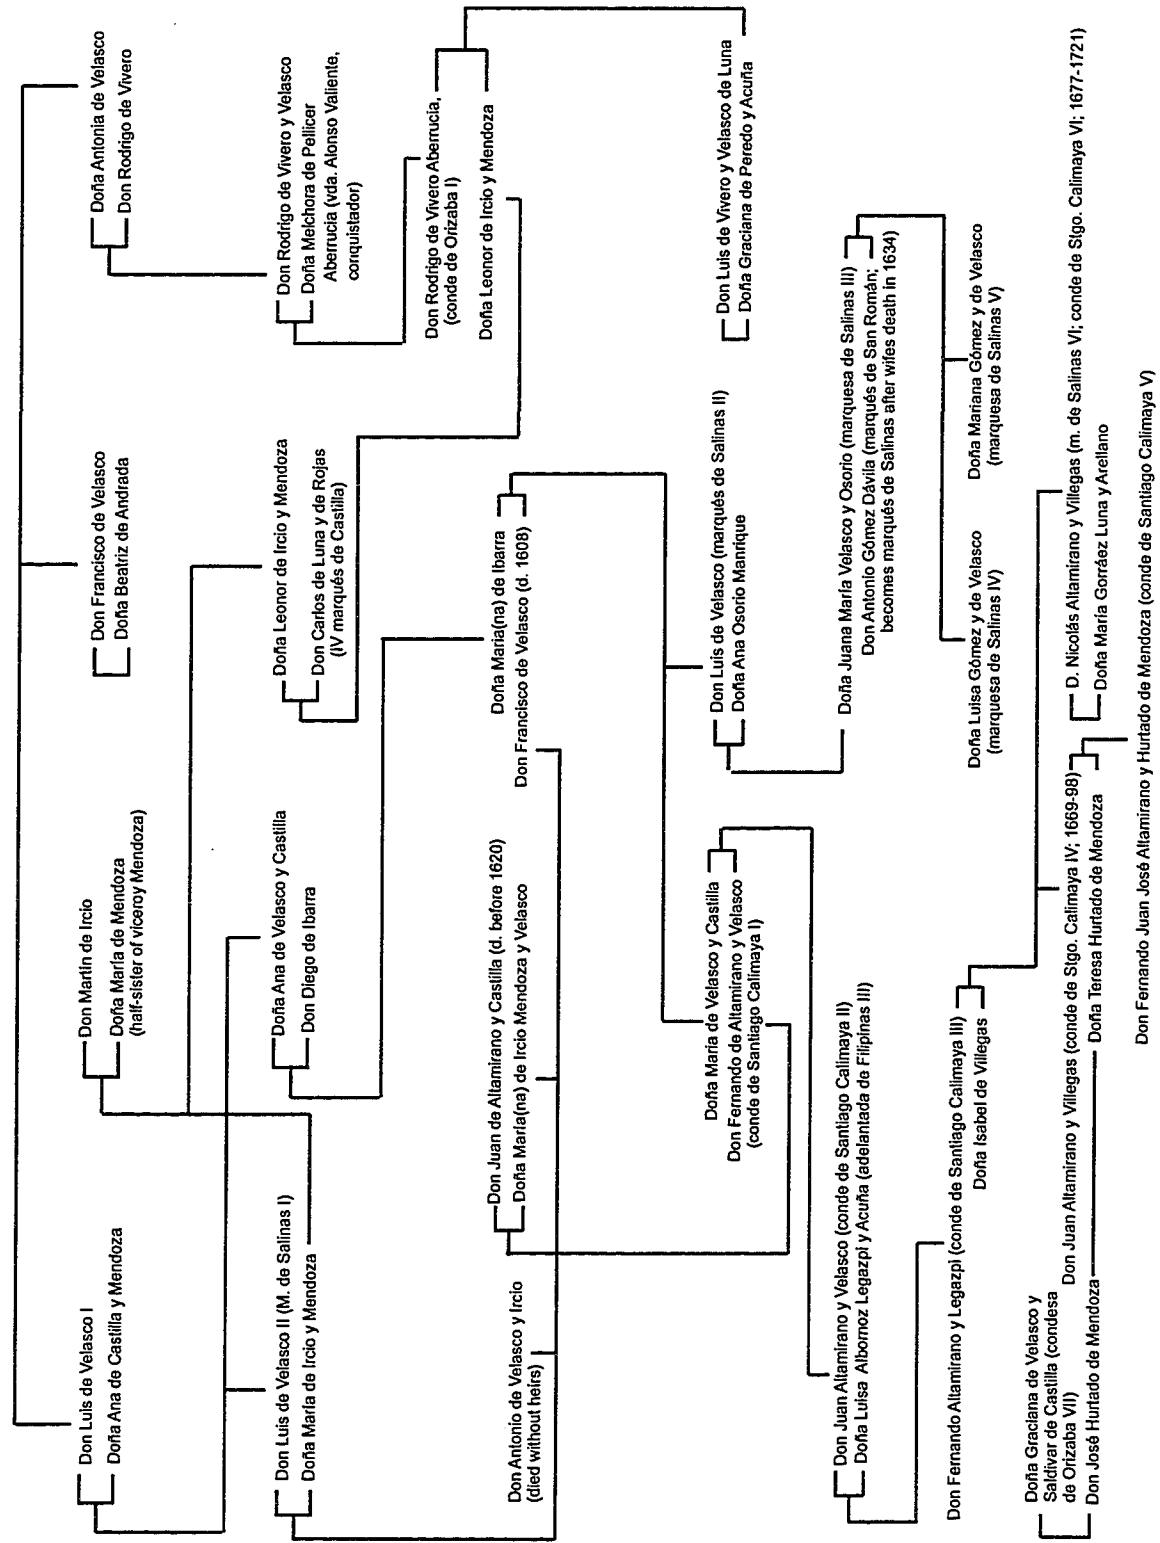 Don Luis de Velasco I
Doña Ana de Castilla y Mendoza
Don Martín de Ircio
Doña María de Mendoza
(half-sister of viceroy Mendoza)
Don Francisco de Velasco
Doña Beatriz de Andrada
Doña Antonia de Velasco
Don Rodrigo de Vivero
Don Luis de Velasco II (M. de Salinas I)
Doña María de Ircio y Mendoza
Doña Ana de Velasco y Castilla
Don Diego de Ibarra
Doña Leonor de Ircio y Mendoza
Don Carlos de Luna y de Rojas
(IV marqués de Castilla)
Don Rodrigo de Vivero y Velasco
Doña Melchora de Pellicer
Aberrucia (vda. Alonso Valiente,
conquistador)
Don Antonio de Velasco y Ircio
(died without heirs)
Don Juan de Altamirano y Castilla (d. before 1620)
Doña María(na) de Ircio Mendoza y Velasco
Doña Maria(na) de Ibarra
Don Francisco de Velasco (d. 1608)
Don Rodrigo de Vivero Aberrucia,
(conde de Orizaba I)
Doña Leonor de Ircio y Mendoza
Doña María de Velasco y Castilla
Don Fernando de Altamirano y Velasco
(conde de Santiago Calimaya I)
Don Luis de Velasco (marqués de Salinas II)
Doña Ana Osorio Manrique
Don Luis de Vivero y Velasco de Luna
Doña Graciana de Peredo y Acuña
Don Juan Altamirano y Velasco (conde de Santiago Calimaya II)
Doña Luisa Albornoz Legazpi y Acuña (adelantada de Filipinas III)
Doña Juana María Velasco y Osorio (marquesa de Salinas III)
Don Antonio Gómez Dávila (marqués de San Román;
becomes marqués de Salinas after wifes death in 1634)
Don Fernando Altamirano y Legazpi (conde de Santiago Calimaya III)
Doña Isabel de Villegas
Doña Luisa Gómez y de Velasco
(marquesa de Salinas IV)
Doña Mariana Gómez y de Velasco
(marquesa de Salinas V)
Doña Graciana de Velasco y
Saldivar de Castilla (condesa
de Orizaba VII)
Don José Hurtado de Mendoza
Don Juan Altamirano y Villegas (conde de Stgo. Calimaya IV; 1669-98)
Doña Teresa Hurtado de Mendoza
D. Nicolás Altamirano y Villegas (m. de Salinas VI; conde de Stgo. Calimaya VI; 1677-1721)
Doña María Gorráez Luna y Arellano
Don Fernando Juan José Altamirano y Hurtado de Mendoza (conde de Santiago Calimaya V)